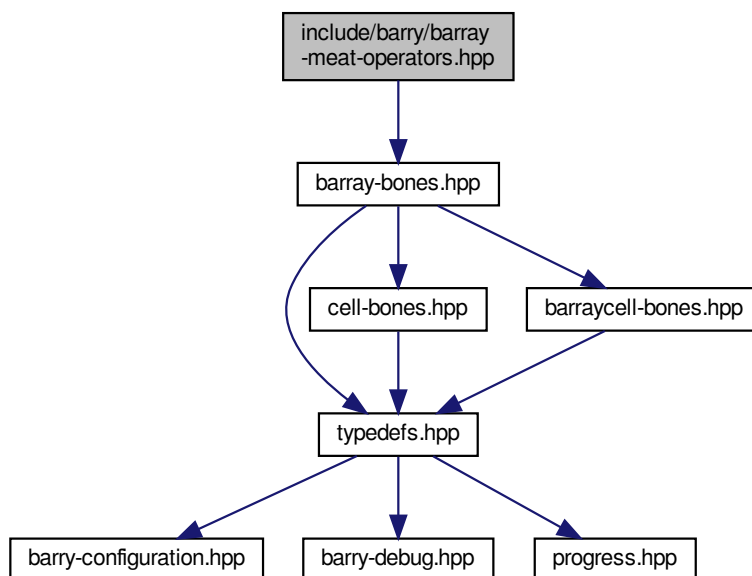 include/barry/barray
-meat-operators.hpp
barray-bones.hpp
cell-bones.hpp
barraycell-bones.hpp
typedefs.hpp
barry-configuration.hpp
barry-debug.hpp
progress.hpp